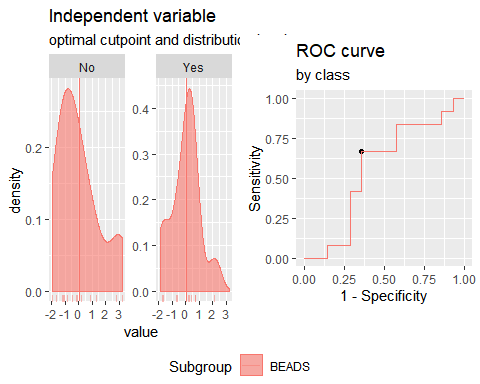 Independent variable
optimal cutpoint and distributio
No
Yes
density
0.2
0.1
0.0
0.4
0.3
0.2
0.1
0.0
-2 -1 0 1 2 3
-2 -1 0 1 2 3
value
ROC curve
by class
Sensitivity
1.00
0.75
0.50
0.25
0.00
0.00 0.25 0.50 0.75 1.00
1 - Specificity
Subgroup
BEADS